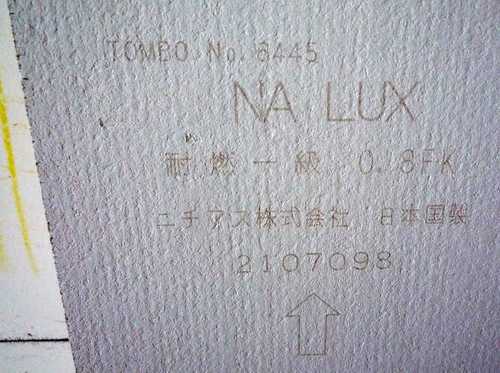 TOMBO No. 8445
NA LUX
耐燃一級 0.8FK
ニチアス株式会社 日本国製
2107098